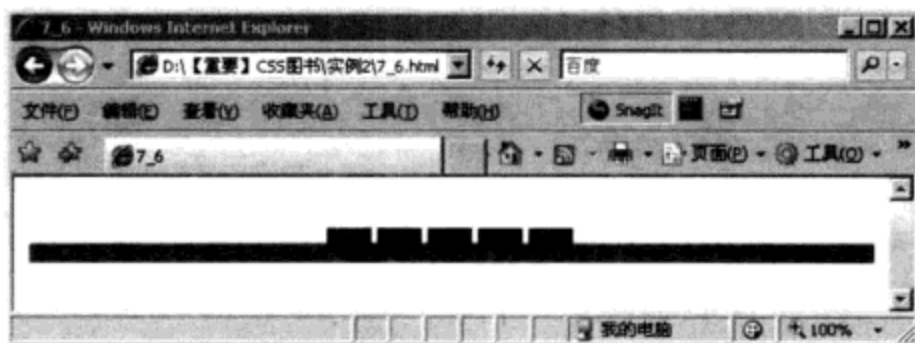 7_6 - Windows Internet Explorer
D:\【重要】CSS图书\实例2\7_6.html 百度
文件(F) 编辑(E) 查看(V) 收藏夹(A) 工具(T) 帮助(H) SnagIt
7_6 页面(P) 工具(O)
我的电脑 100%